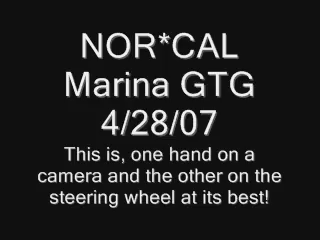 NOR*CAL
Marina GTG
4/28/07
This is, one hand on a
camera and the other on the
steering wheel at its best!